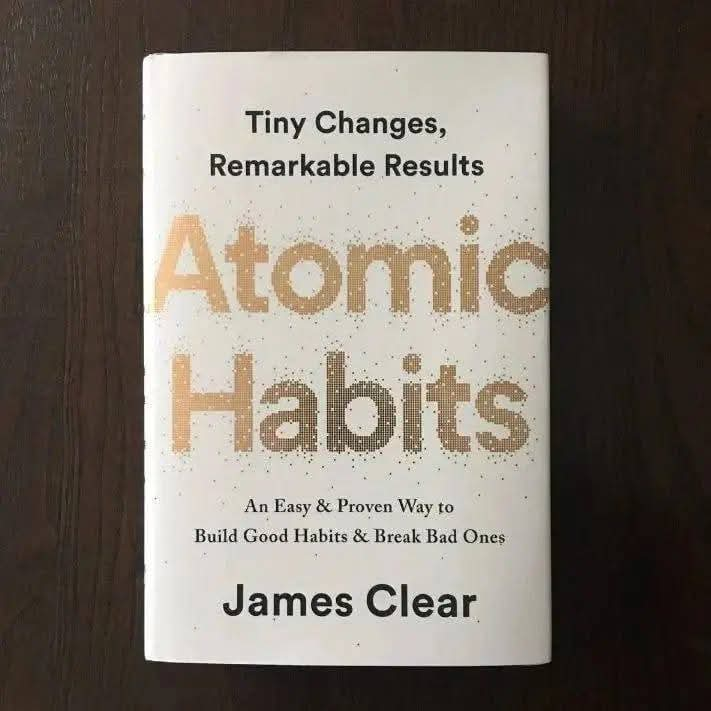 Tiny Changes,
Remarkable Results
Atomic
Habits
An Easy & Proven Way to
Build Good Habits & Break Bad Ones
James Clear